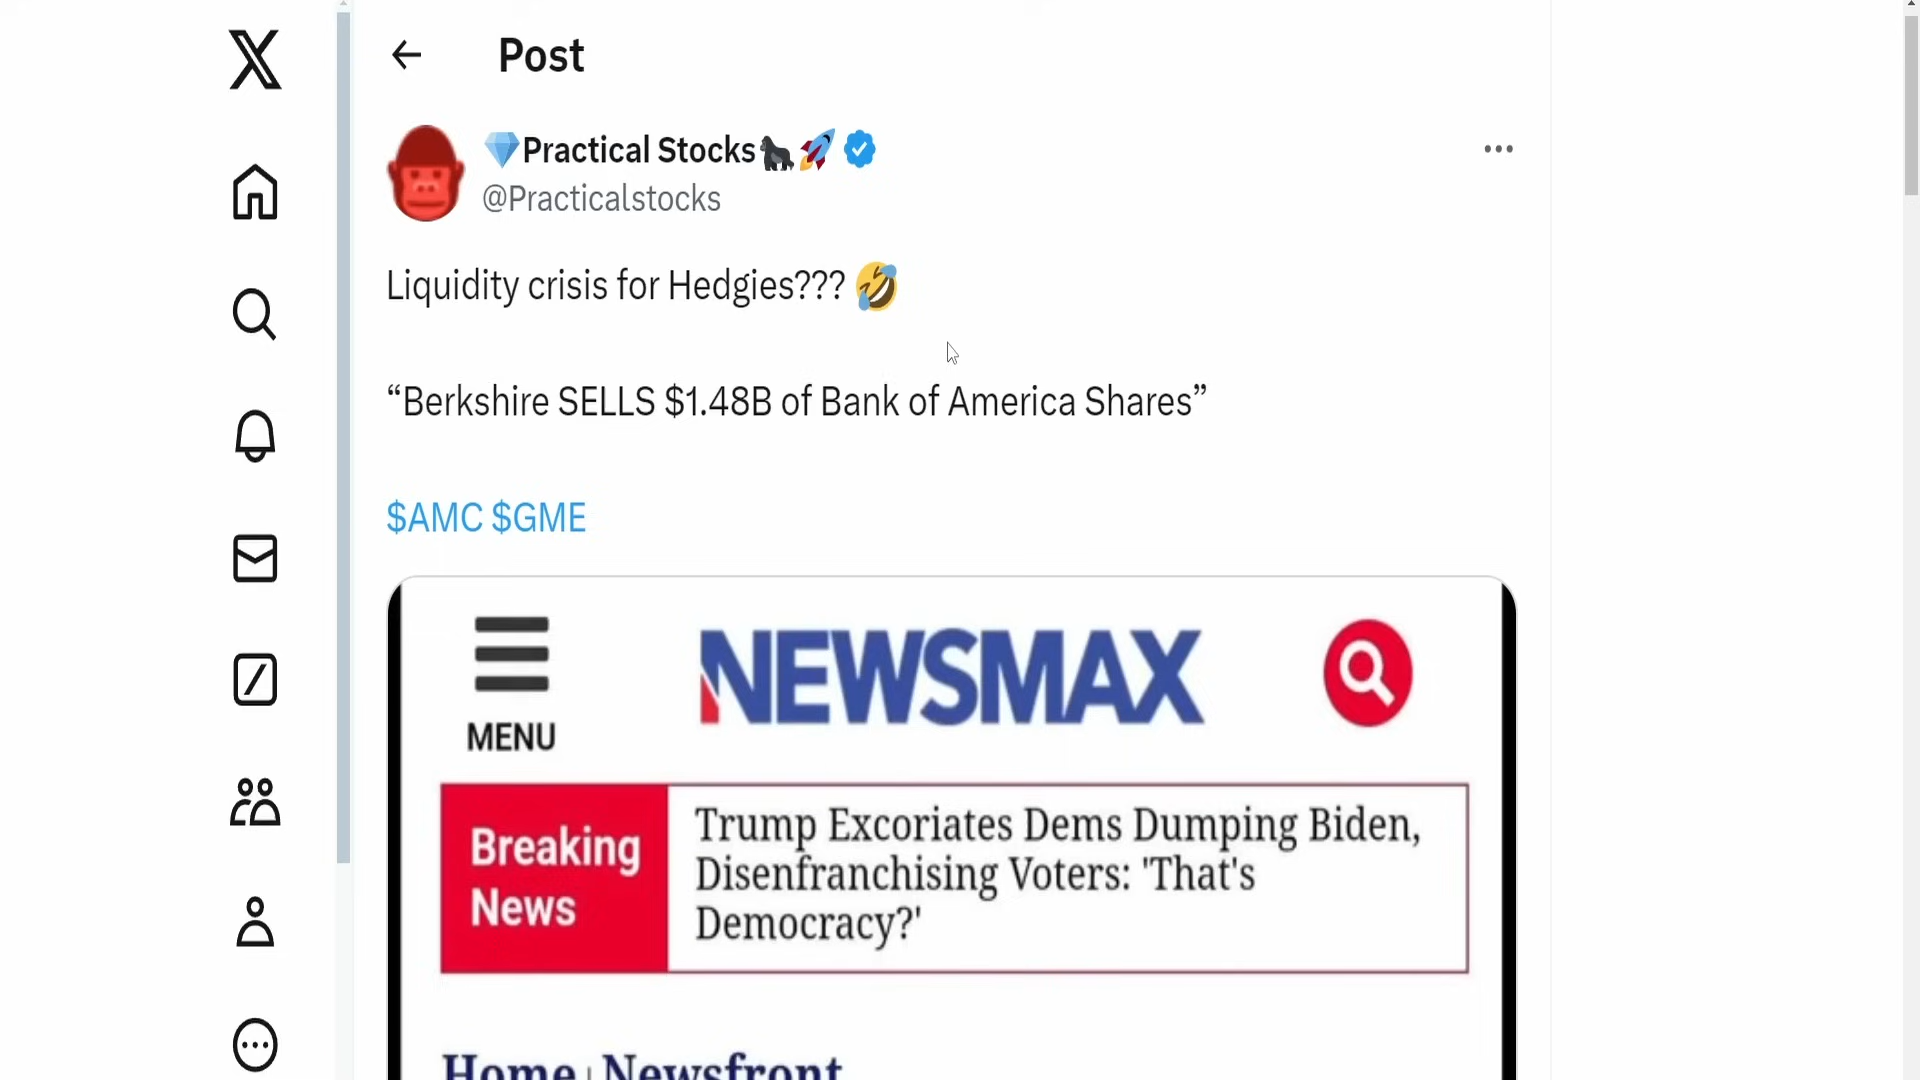 Post
Practical Stocks
@Practicalstocks
Liquidity crisis for Hedgies???
“Berkshire SELLS $1.48B of Bank of America Shares”
$AMC $GME
NEWSMAX
MENU
Breaking
News
Trump Excoriates Dems Dumping Biden,
Disenfranchising Voters: 'That's
Democracy?'
Home | Newsfront